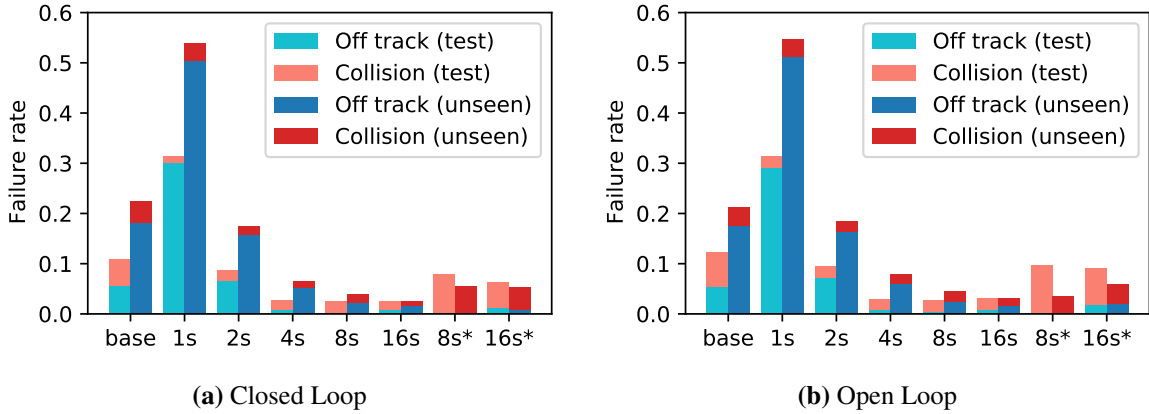 0.6
0.5
0.4
0.3
0.2
0.1
0.0
Failure rate
Off track (test)
Collision (test)
Off track (unseen)
Collision (unseen)
base 1s 2s 4s 8s 16s 8s* 16s*
(a) Closed Loop
0.6
0.5
0.4
0.3
0.2
0.1
0.0
Failure rate
Off track (test)
Collision (test)
Off track (unseen)
Collision (unseen)
base 1s 2s 4s 8s 16s 8s* 16s*
(b) Open Loop